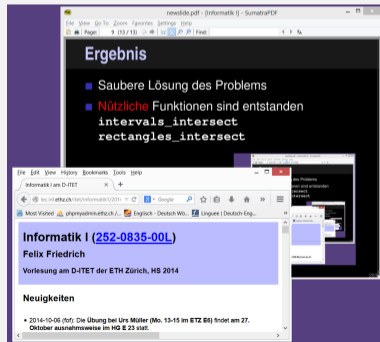 newslide.pdf - [Informatik I] - SumatraPDF
File View Go To Zoom Favorites Settings Help
Page: 9 (13 / 13) Find:
Ergebnis
Saubere Lösung des Problems
Nützliche Funktionen sind entstanden
intervals_intersect
rectangles_intersect
File Edit View History Bookmarks Tools Help
Informatik I am D-ITET
Google
Most Visited phpmyadmin.ethz.ch/... Englisch - Deutsch Wö... Linguee | Deutsch-Eng...
Informatik I (252-0835-00L)
Felix Friedrich
Vorlesung am D-ITET der ETH Zürich, HS 2014
Neuigkeiten
2014-10-06 (fof): Die Übung bei Urs Müller (Mo. 13-15 im ETZ E6) findet am 27.
Oktober ausnahmsweise im HG E 23 statt.